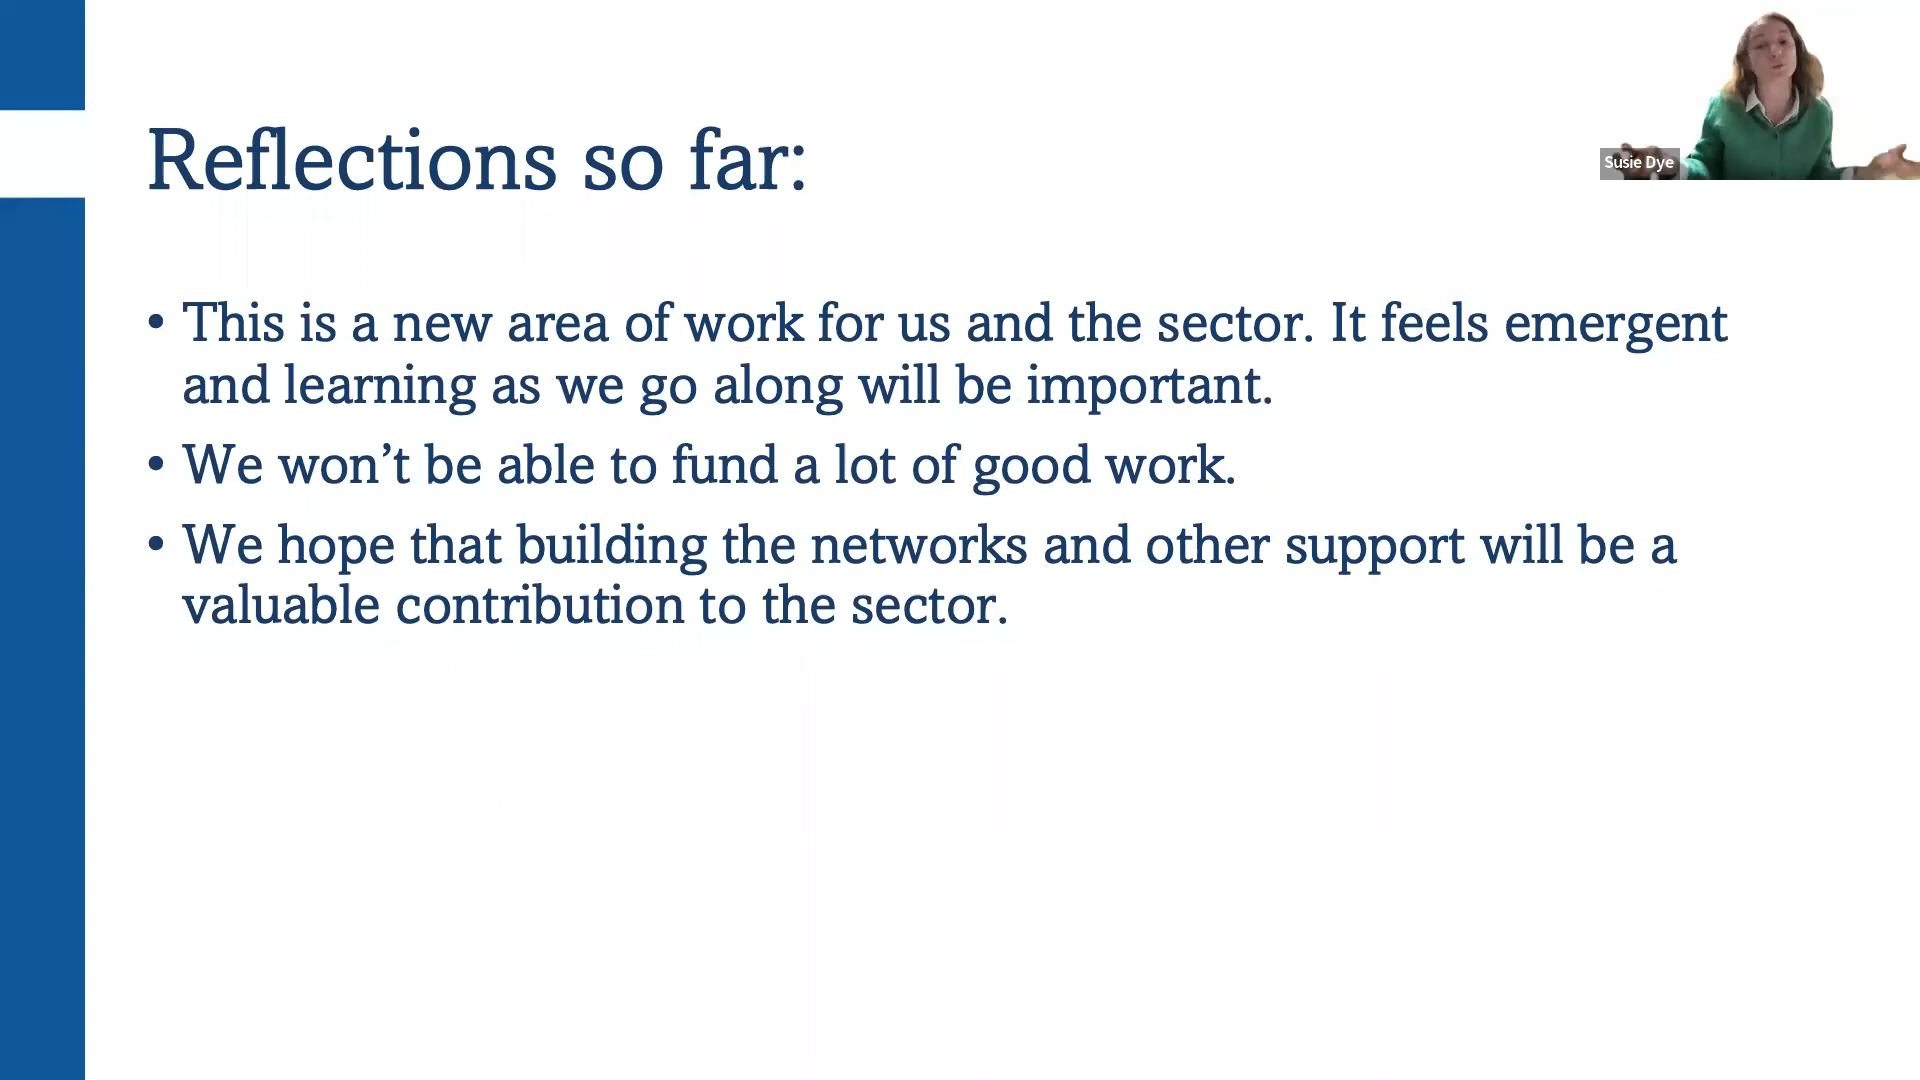 Reflections so far:
Susie Dye
• This is a new area of work for us and the sector. It feels emergent
and learning as we go along will be important.
• We won’t be able to fund a lot of good work.
• We hope that building the networks and other support will be a
valuable contribution to the sector.